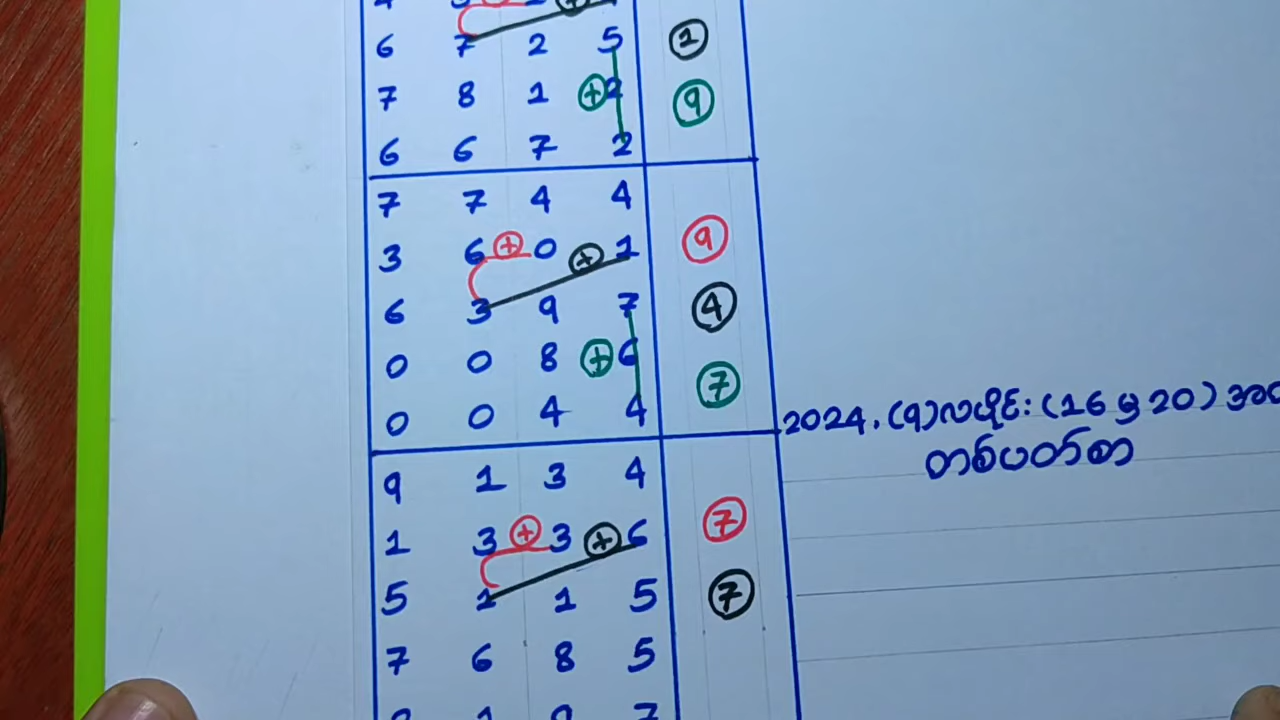 6 7 2 5 1
7 8 1 + 2 9
6 6 7 2
7 7 4 4
3 6 + 0 + 1 9
6 3 9 7 4
0 0 8 + 6 7
0 0 4 4
2024. (၅)လပိုင်း (16 မှ 20)
တစ်ပတ်စာ
9 1 3 4
1 3 + 3 + 6 7
5 1 1 5 7
7 6 8 5